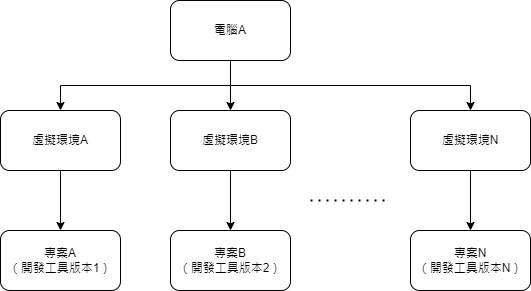 電腦A
虛擬環境A
虛擬環境B
虛擬環境N
..........
專案A
（開發工具版本1）
專案B
（開發工具版本2）
專案N
（開發工具版本N）